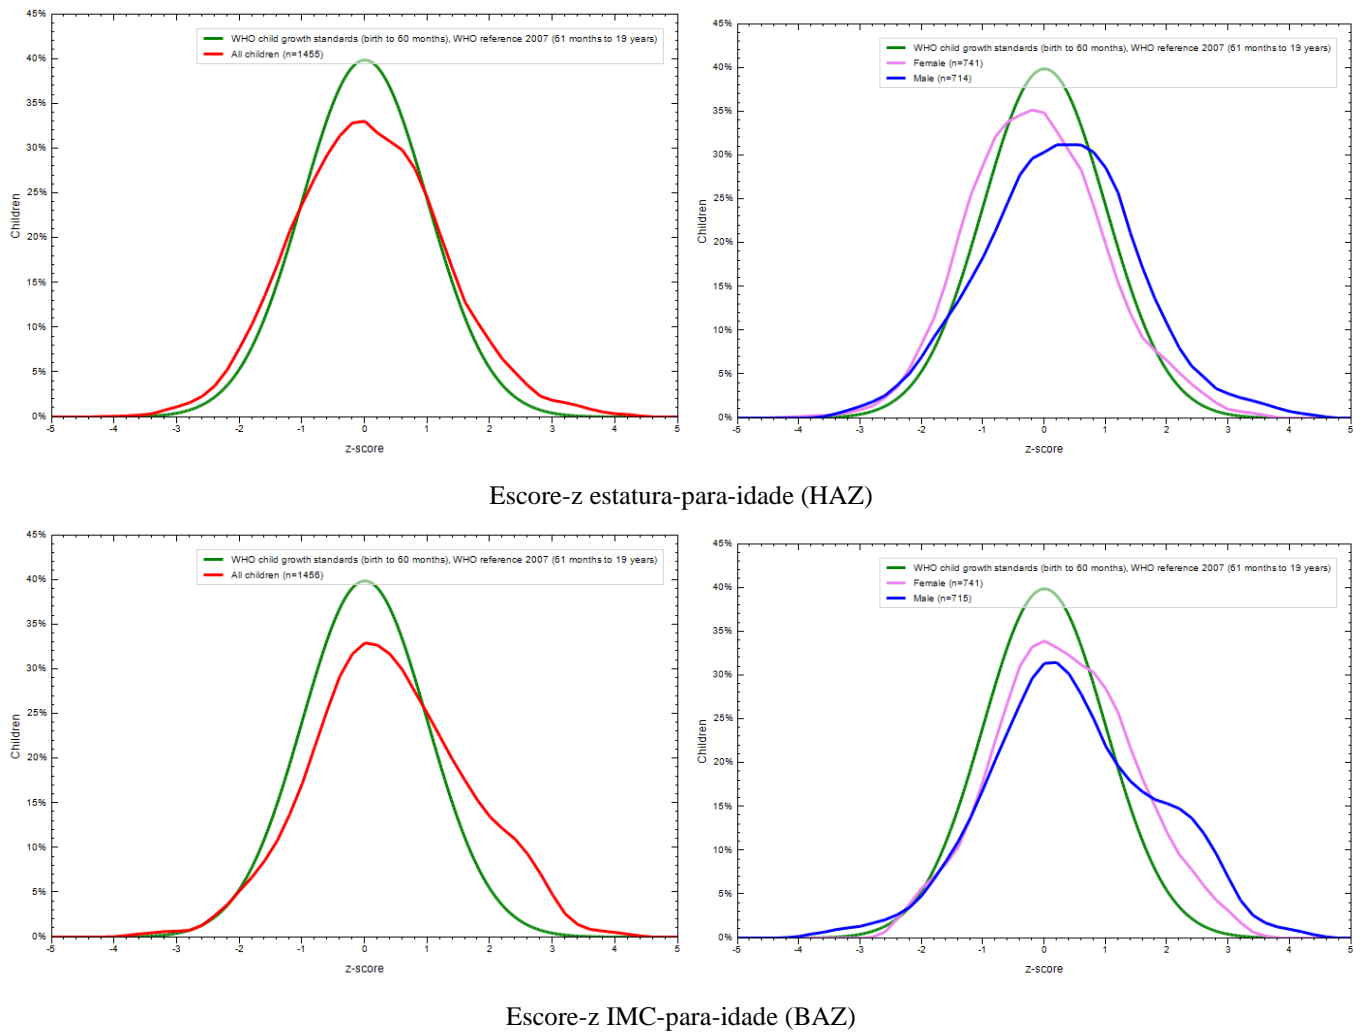 WHO child growth standards (birth to 60 months), WHO reference 2007 (61 months to 19 years)
All children (n=1455)
45%
40%
35%
30%
25%
20%
15%
10%
5%
0%
Children
-5 -4 -3 -2 -1 0 1 2 3 4 5
z-score
WHO child growth standards (birth to 60 months), WHO reference 2007 (61 months to 19 years)
Female (n=741)
Male (n=714)
45%
40%
35%
30%
25%
20%
15%
10%
5%
0%
Children
-5 -4 -3 -2 -1 0 1 2 3 4 5
z-score
Escore-z estatura-para-idade (HAZ)
WHO child growth standards (birth to 60 months), WHO reference 2007 (61 months to 19 years)
All children (n=1456)
45%
40%
35%
30%
25%
20%
15%
10%
5%
0%
Children
-5 -4 -3 -2 -1 0 1 2 3 4 5
z-score
WHO child growth standards (birth to 60 months), WHO reference 2007 (61 months to 19 years)
Female (n=741)
Male (n=715)
45%
40%
35%
30%
25%
20%
15%
10%
5%
0%
Children
-5 -4 -3 -2 -1 0 1 2 3 4 5
z-score
Escore-z IMC-para-idade (BAZ)